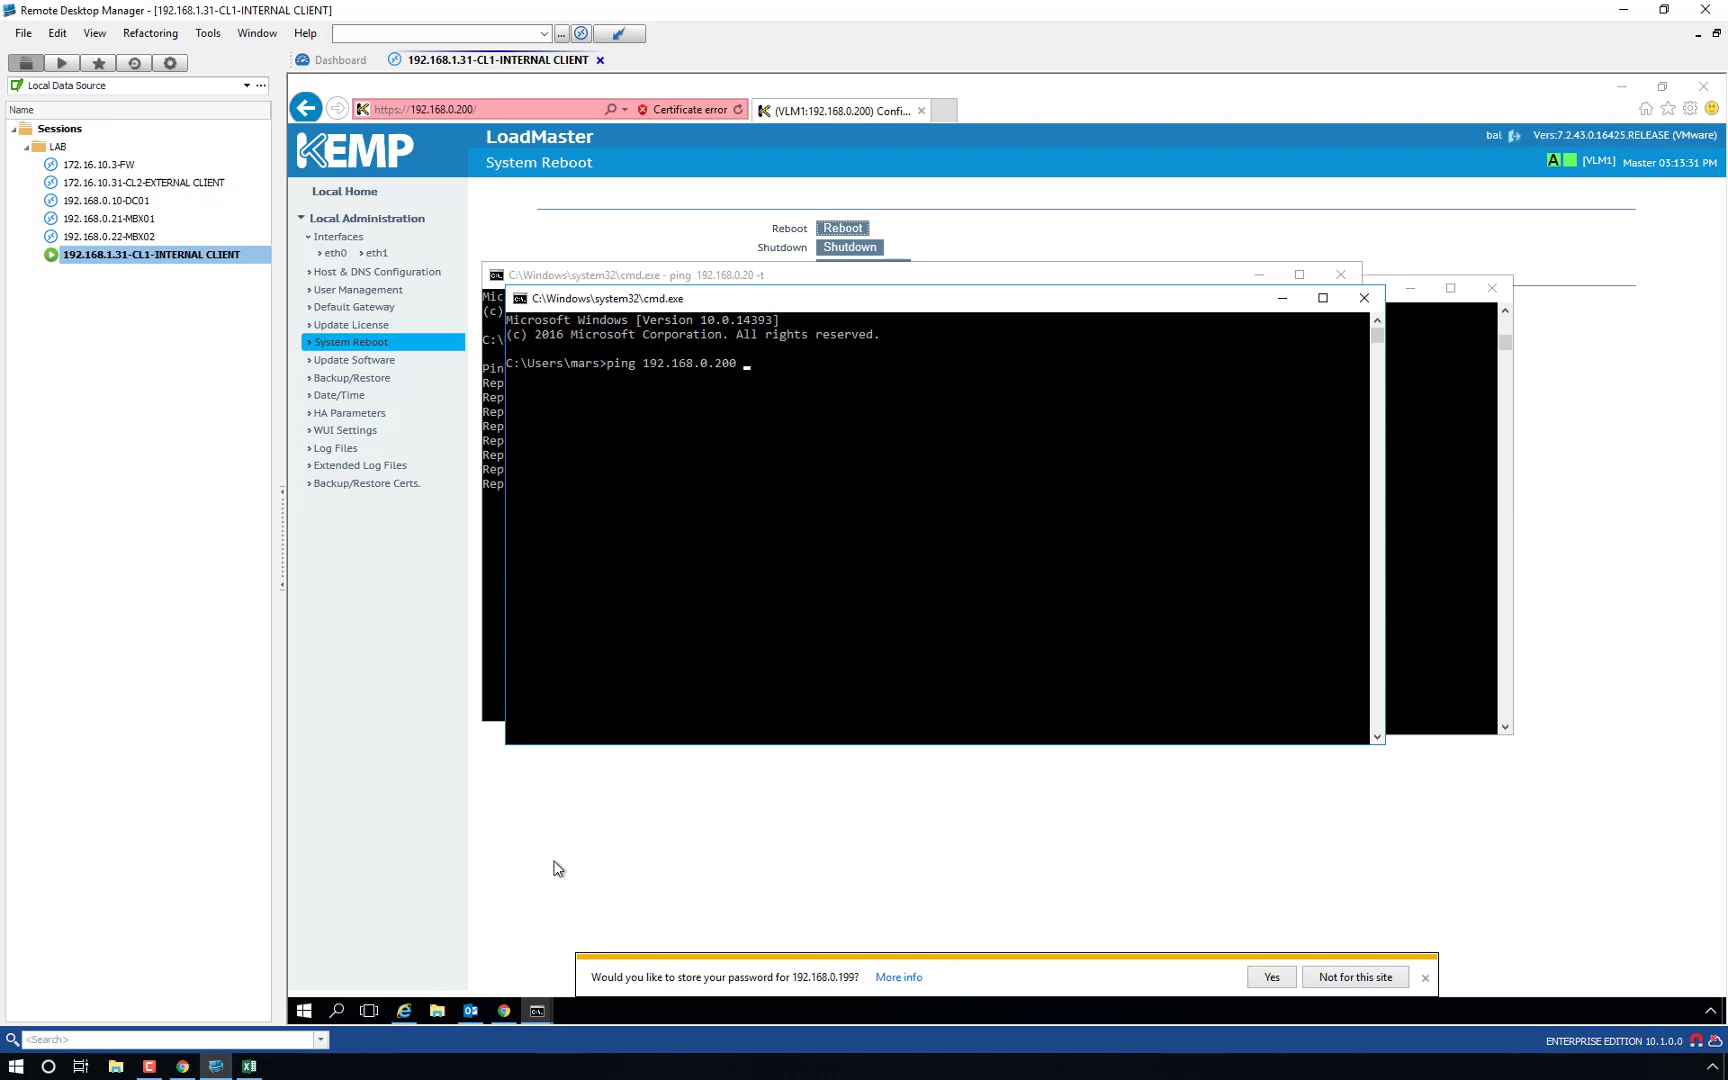 Remote Desktop Manager - [192.168.1.31-CL1-INTERNAL CLIENT]
File Edit View Refactoring Tools Window Help
...
Dashboard 192.168.1.31-CL1-INTERNAL CLIENT
Local Data Source
Name
Sessions
LAB
172.16.10.3-FW
172.16.10.31-CL2-EXTERNAL CLIENT
192.168.0.10-DC01
192.168.0.21-MBX01
192.168.0.22-MBX02
192.168.1.31-CL1-INTERNAL CLIENT
https://192.168.0.200/ Certificate error (VLM1:192.168.0.200) Confi...
KEMP
LoadMaster
System Reboot
bal Vers:7.2.43.0.16425.RELEASE (VMware)
A [VLM1] Master 03:13:31 PM
Local Home
Local Administration
Interfaces
eth0 eth1
Host & DNS Configuration
User Management
Default Gateway
Update License
System Reboot
Update Software
Backup/Restore
Date/Time
HA Parameters
WUI Settings
Log Files
Extended Log Files
Backup/Restore Certs.
Reboot Reboot
Shutdown Shutdown
C:\Windows\system32\cmd.exe - ping 192.168.0.20 -t
Mic
(c)
C:\
Pin
Rep
Rep
Rep
Rep
Rep
Rep
Rep
Rep
C:\Windows\system32\cmd.exe
Microsoft Windows [Version 10.0.14393]
(c) 2016 Microsoft Corporation. All rights reserved.
C:\Users\mars>ping 192.168.0.200 _
Would you like to store your password for 192.168.0.199? More info Yes Not for this site
<Search>
ENTERPRISE EDITION 10.1.0.0